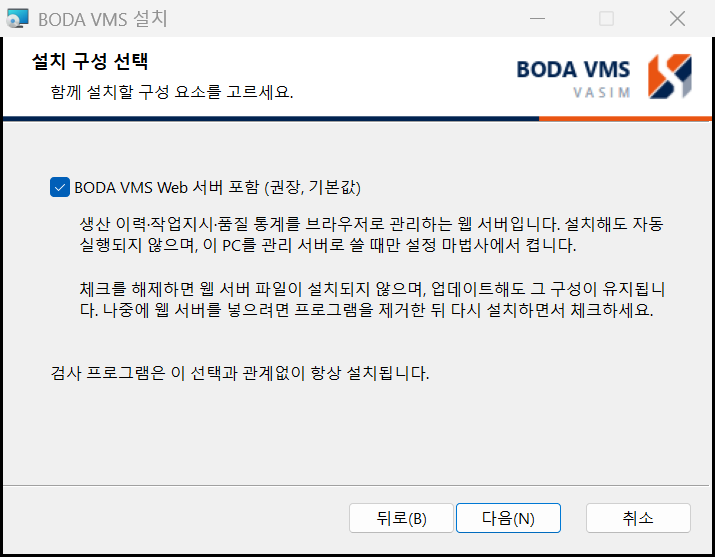 BODA VMS 설치
설치 구성 선택
함께 설치할 구성 요소를 고르세요.
BODA VMS
VASIM
BODA VMS Web 서버 포함 (권장, 기본값)
생산 이력·작업지시·품질 통계를 브라우저로 관리하는 웹 서버입니다. 설치해도 자동
실행되지 않으며, 이 PC를 관리 서버로 쓸 때만 설정 마법사에서 켭니다.
체크를 해제하면 웹 서버 파일이 설치되지 않으며, 업데이트해도 그 구성이 유지됩니
다. 나중에 웹 서버를 넣으려면 프로그램을 제거한 뒤 다시 설치하면서 체크하세요.
검사 프로그램은 이 선택과 관계없이 항상 설치됩니다.
뒤로(B)
다음(N)
취소